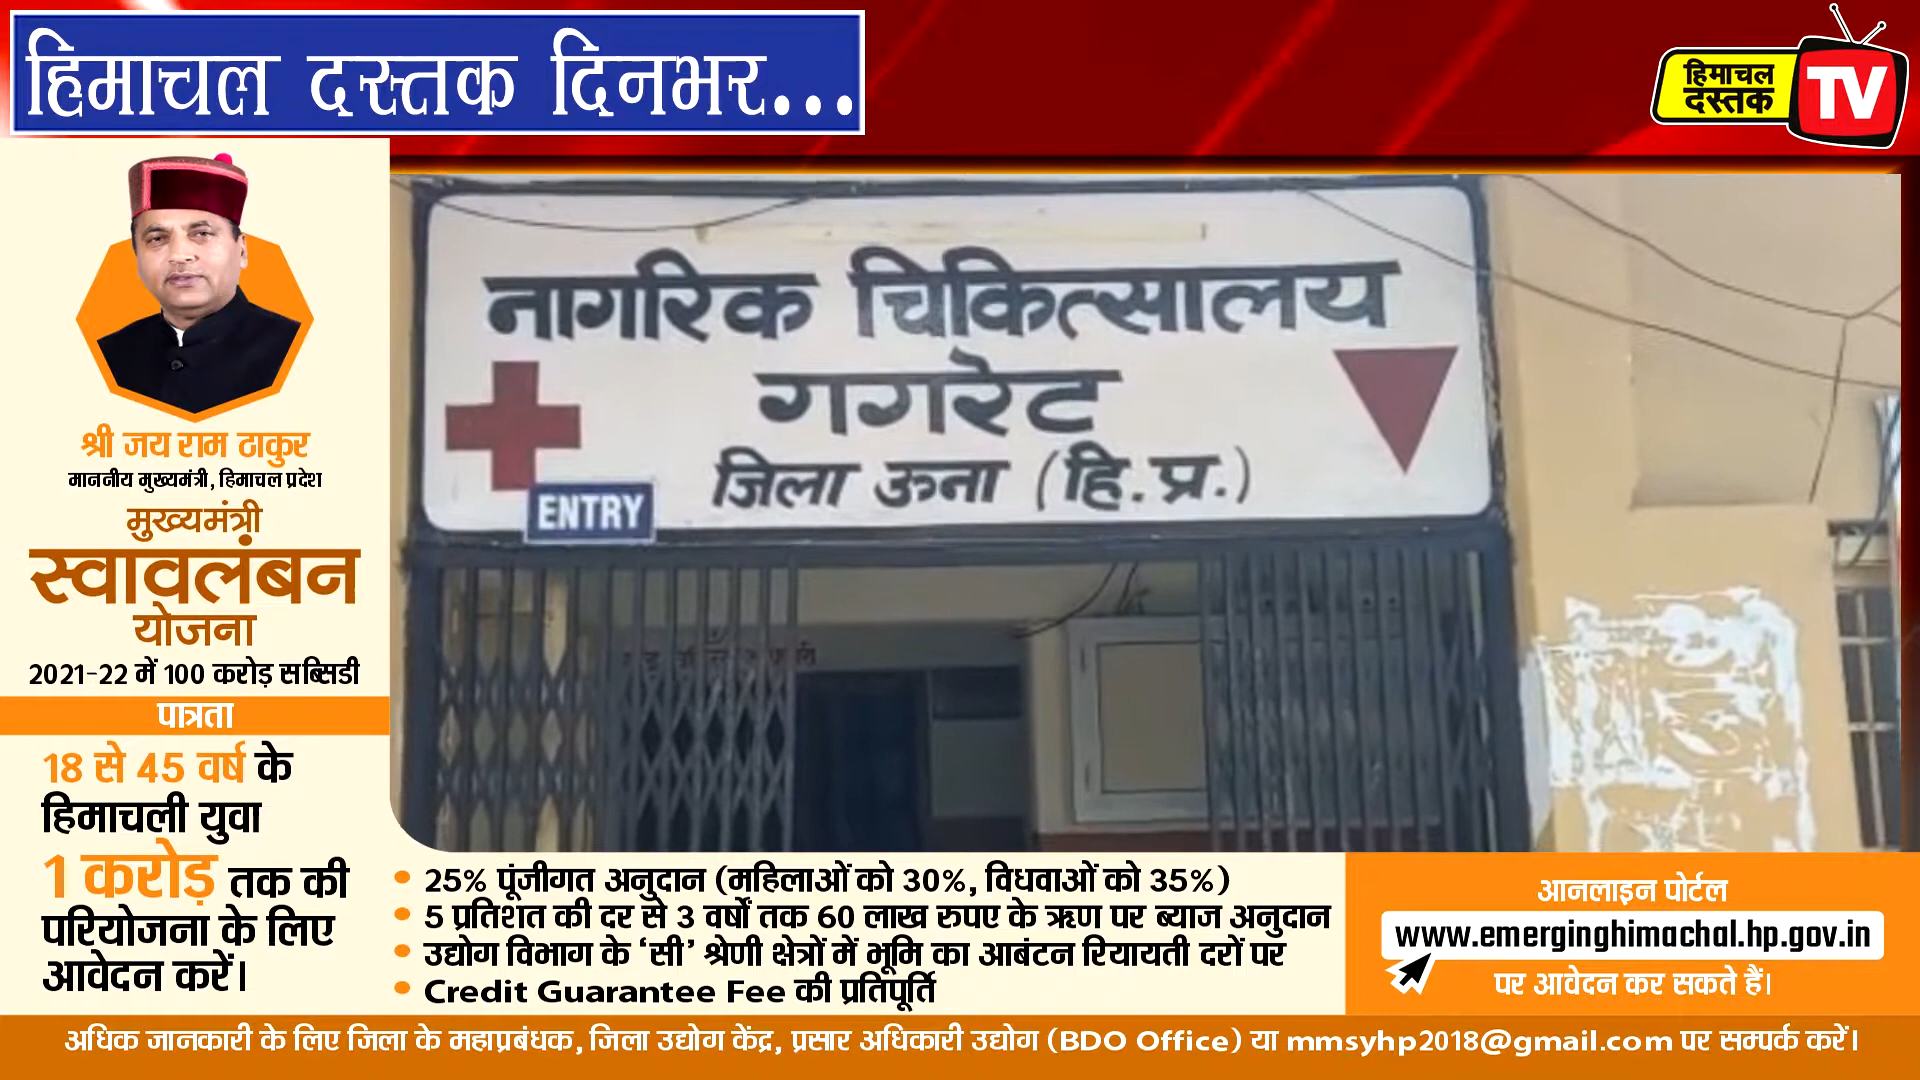 हिमाचल दस्तक दिनभर...
हिमाचल
दस्तक
TV
नागरिक चिकित्सालय
गगरेट
जिला ऊना (हि.प्र.)
ENTRY
श्री जय राम ठाकुर
माननीय मुख्यमंत्री, हिमाचल प्रदेश
मुख्यमंत्री
स्वावलंबन
योजना
2021-22 में 100 करोड़ सब्सिडी
पात्रता
18 से 45 वर्ष के
हिमाचली युवा
1 करोड़ तक की
परियोजना के लिए
आवेदन करें।
• 25% पूंजीगत अनुदान (महिलाओं को 30%, विधवाओं को 35%)
• 5 प्रतिशत की दर से 3 वर्षों तक 60 लाख रुपए के ऋण पर ब्याज अनुदान
• उद्योग विभाग के ‘सी’ श्रेणी क्षेत्रों में भूमि का आबंटन रियायती दरों पर
• Credit Guarantee Fee की प्रतिपूर्ति
आनलाइन पोर्टल
www.emerginghimachal.hp.gov.in
पर आवेदन कर सकते हैं।
अधिक जानकारी के लिए जिला के महाप्रबंधक, जिला उद्योग केंद्र, प्रसार अधिकारी उद्योग (BDO Office) या mmsyhp2018@gmail.com पर सम्पर्क करें।